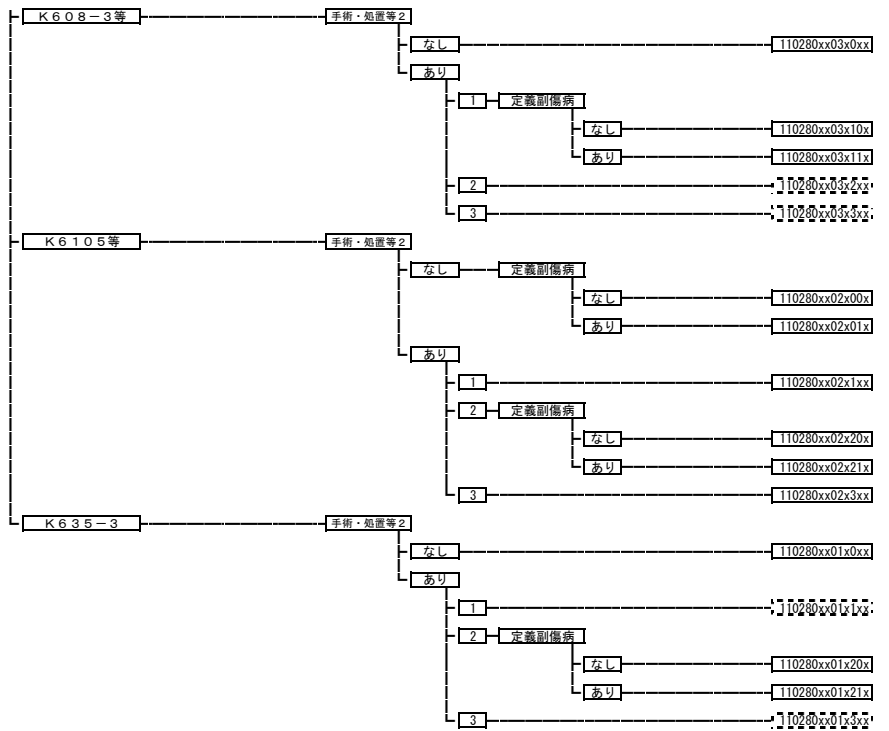 K608－3等 手術・処置等2
なし 110280xx03x0xx
あり
1 定義副傷病
なし 110280xx03x10x
あり 110280xx03x11x
2 110280xx03x2xx
3 110280xx03x3xx
K6105等 手術・処置等2
なし 定義副傷病
なし 110280xx02x00x
あり 110280xx02x01x
あり
1 110280xx02x1xx
2 定義副傷病
なし 110280xx02x20x
あり 110280xx02x21x
3 110280xx02x3xx
K635－3 手術・処置等2
なし 110280xx01x0xx
あり
1 110280xx01x1xx
2 定義副傷病
なし 110280xx01x20x
あり 110280xx01x21x
3 110280xx01x3xx